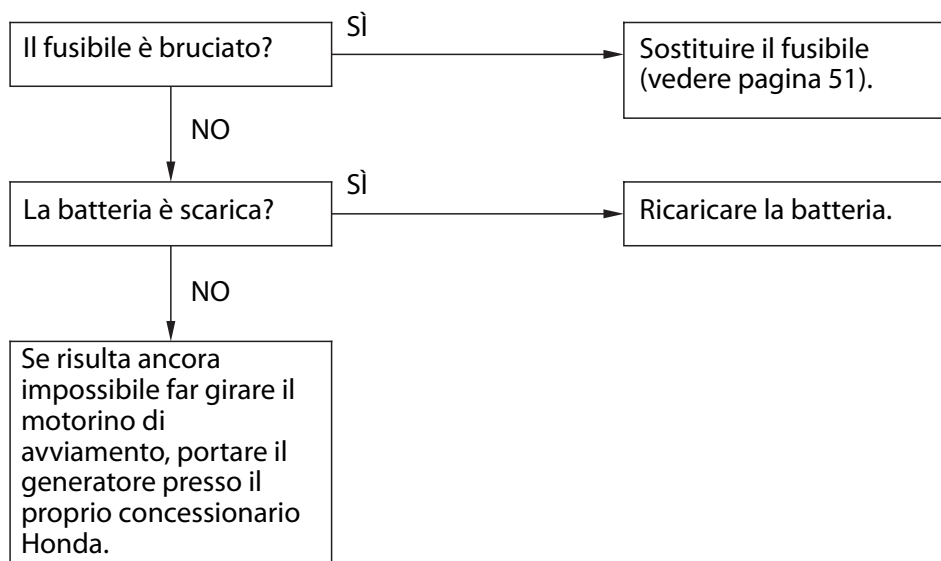 Il fusibile è bruciato?
SÌ
Sostituire il fusibile
(vedere pagina 51).
NO
La batteria è scarica?
SÌ
Ricaricare la batteria.
NO
Se risulta ancora
impossibile far girare il
motorino di
avviamento, portare il
generatore presso il
proprio concessionario
Honda.